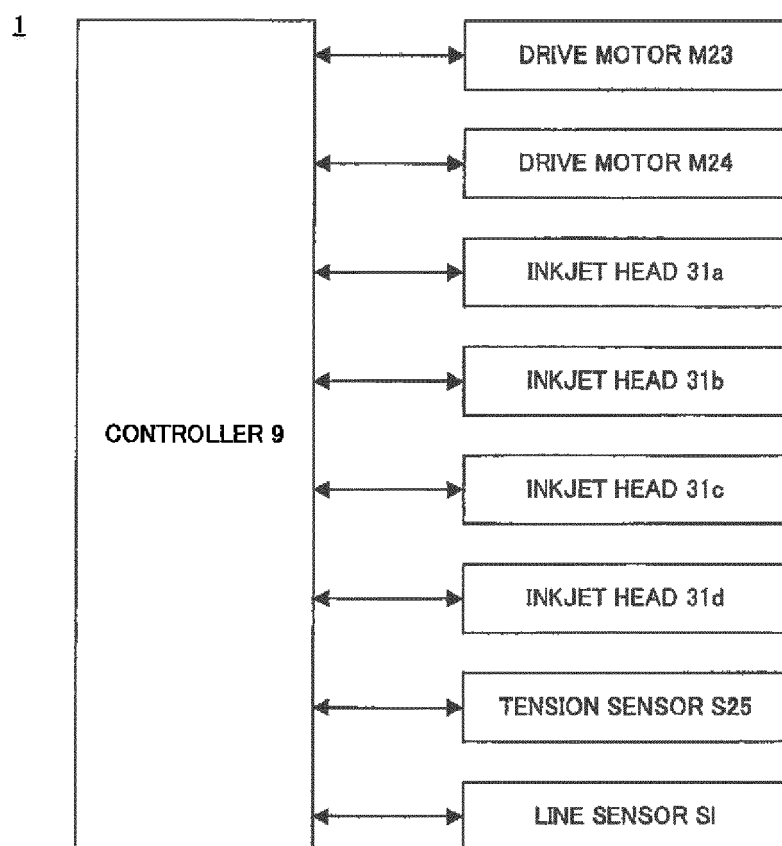 1
DRIVE MOTOR M23
DRIVE MOTOR M24
INKJET HEAD 31a
INKJET HEAD 31b
CONTROLLER 9
INKJET HEAD 31c
INKJET HEAD 31d
TENSION SENSOR S25
LINE SENSOR SI